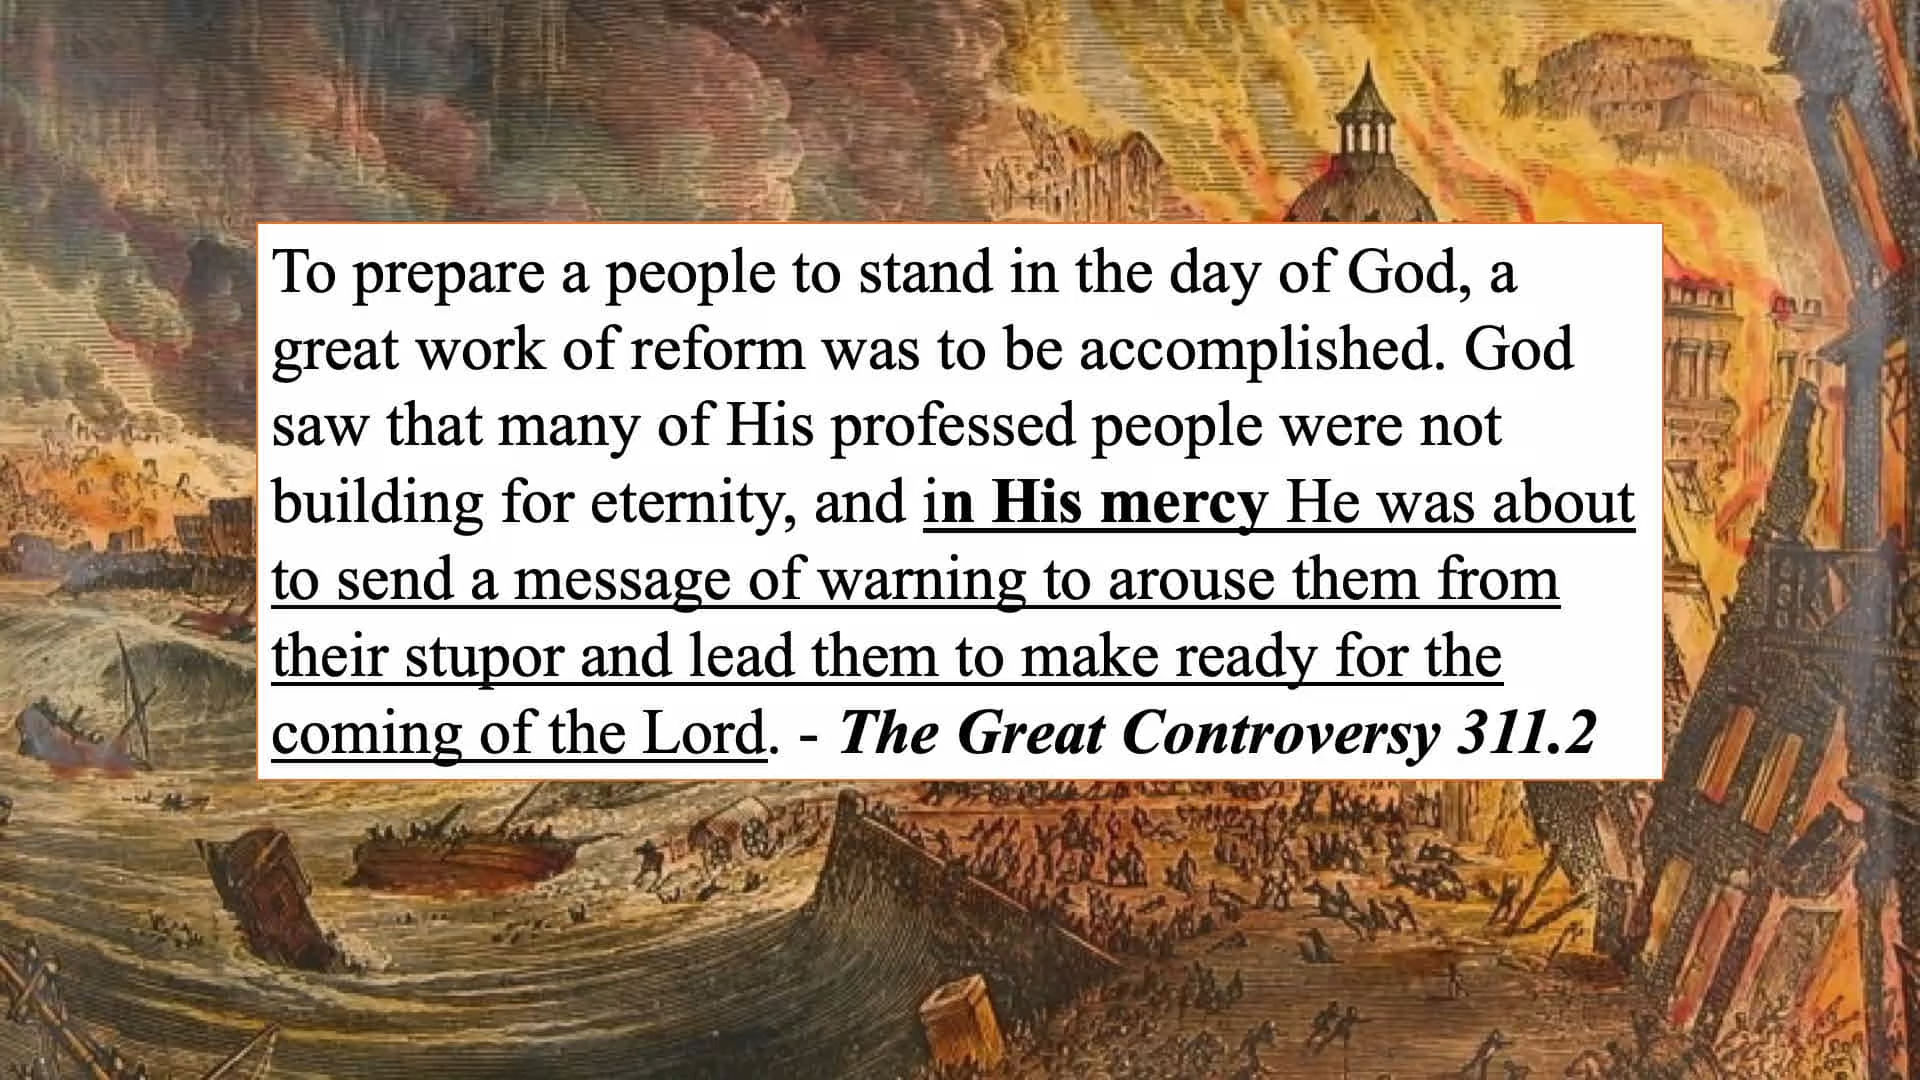 To prepare a people to stand in the day of God, a
great work of reform was to be accomplished. God
saw that many of His professed people were not
building for eternity, and in His mercy He was about
to send a message of warning to arouse them from
their stupor and lead them to make ready for the
coming of the Lord. - The Great Controversy 311.2